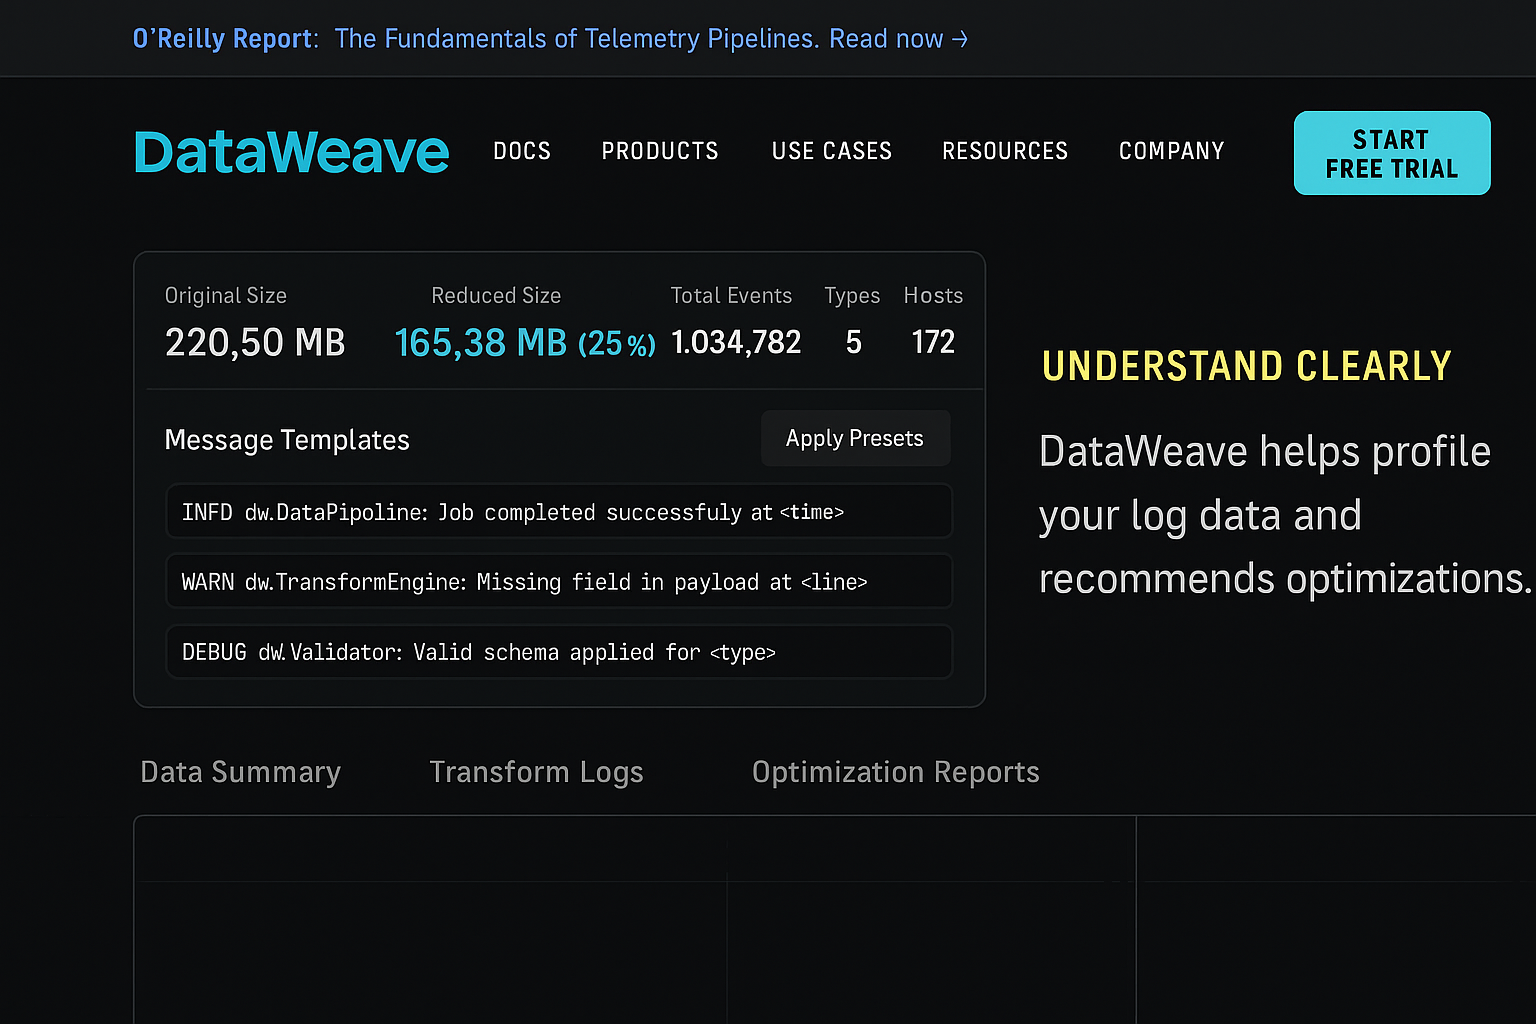 O’Reilly Report: The Fundamentals of Telemetry Pipelines. Read now →
DataWeave DOCS PRODUCTS USE CASES RESOURCES COMPANY
START
FREE TRIAL
Original Size Reduced Size Total Events Types Hosts
220,50 MB 165,38 MB (25%) 1.034,782 5 172
Message Templates
Apply Presets
INFD dw.DataPipoline: Job completed successfuly at <time>
WARN dw.TransformEngine: Missing field in payload at <line>
DEBUG dW.Validator: Valid schema applied for <type>
UNDERSTAND CLEARLY
DataWeave helps profile
your log data and
recommends optimizations.
Data Summary Transform Logs Optimization Reports